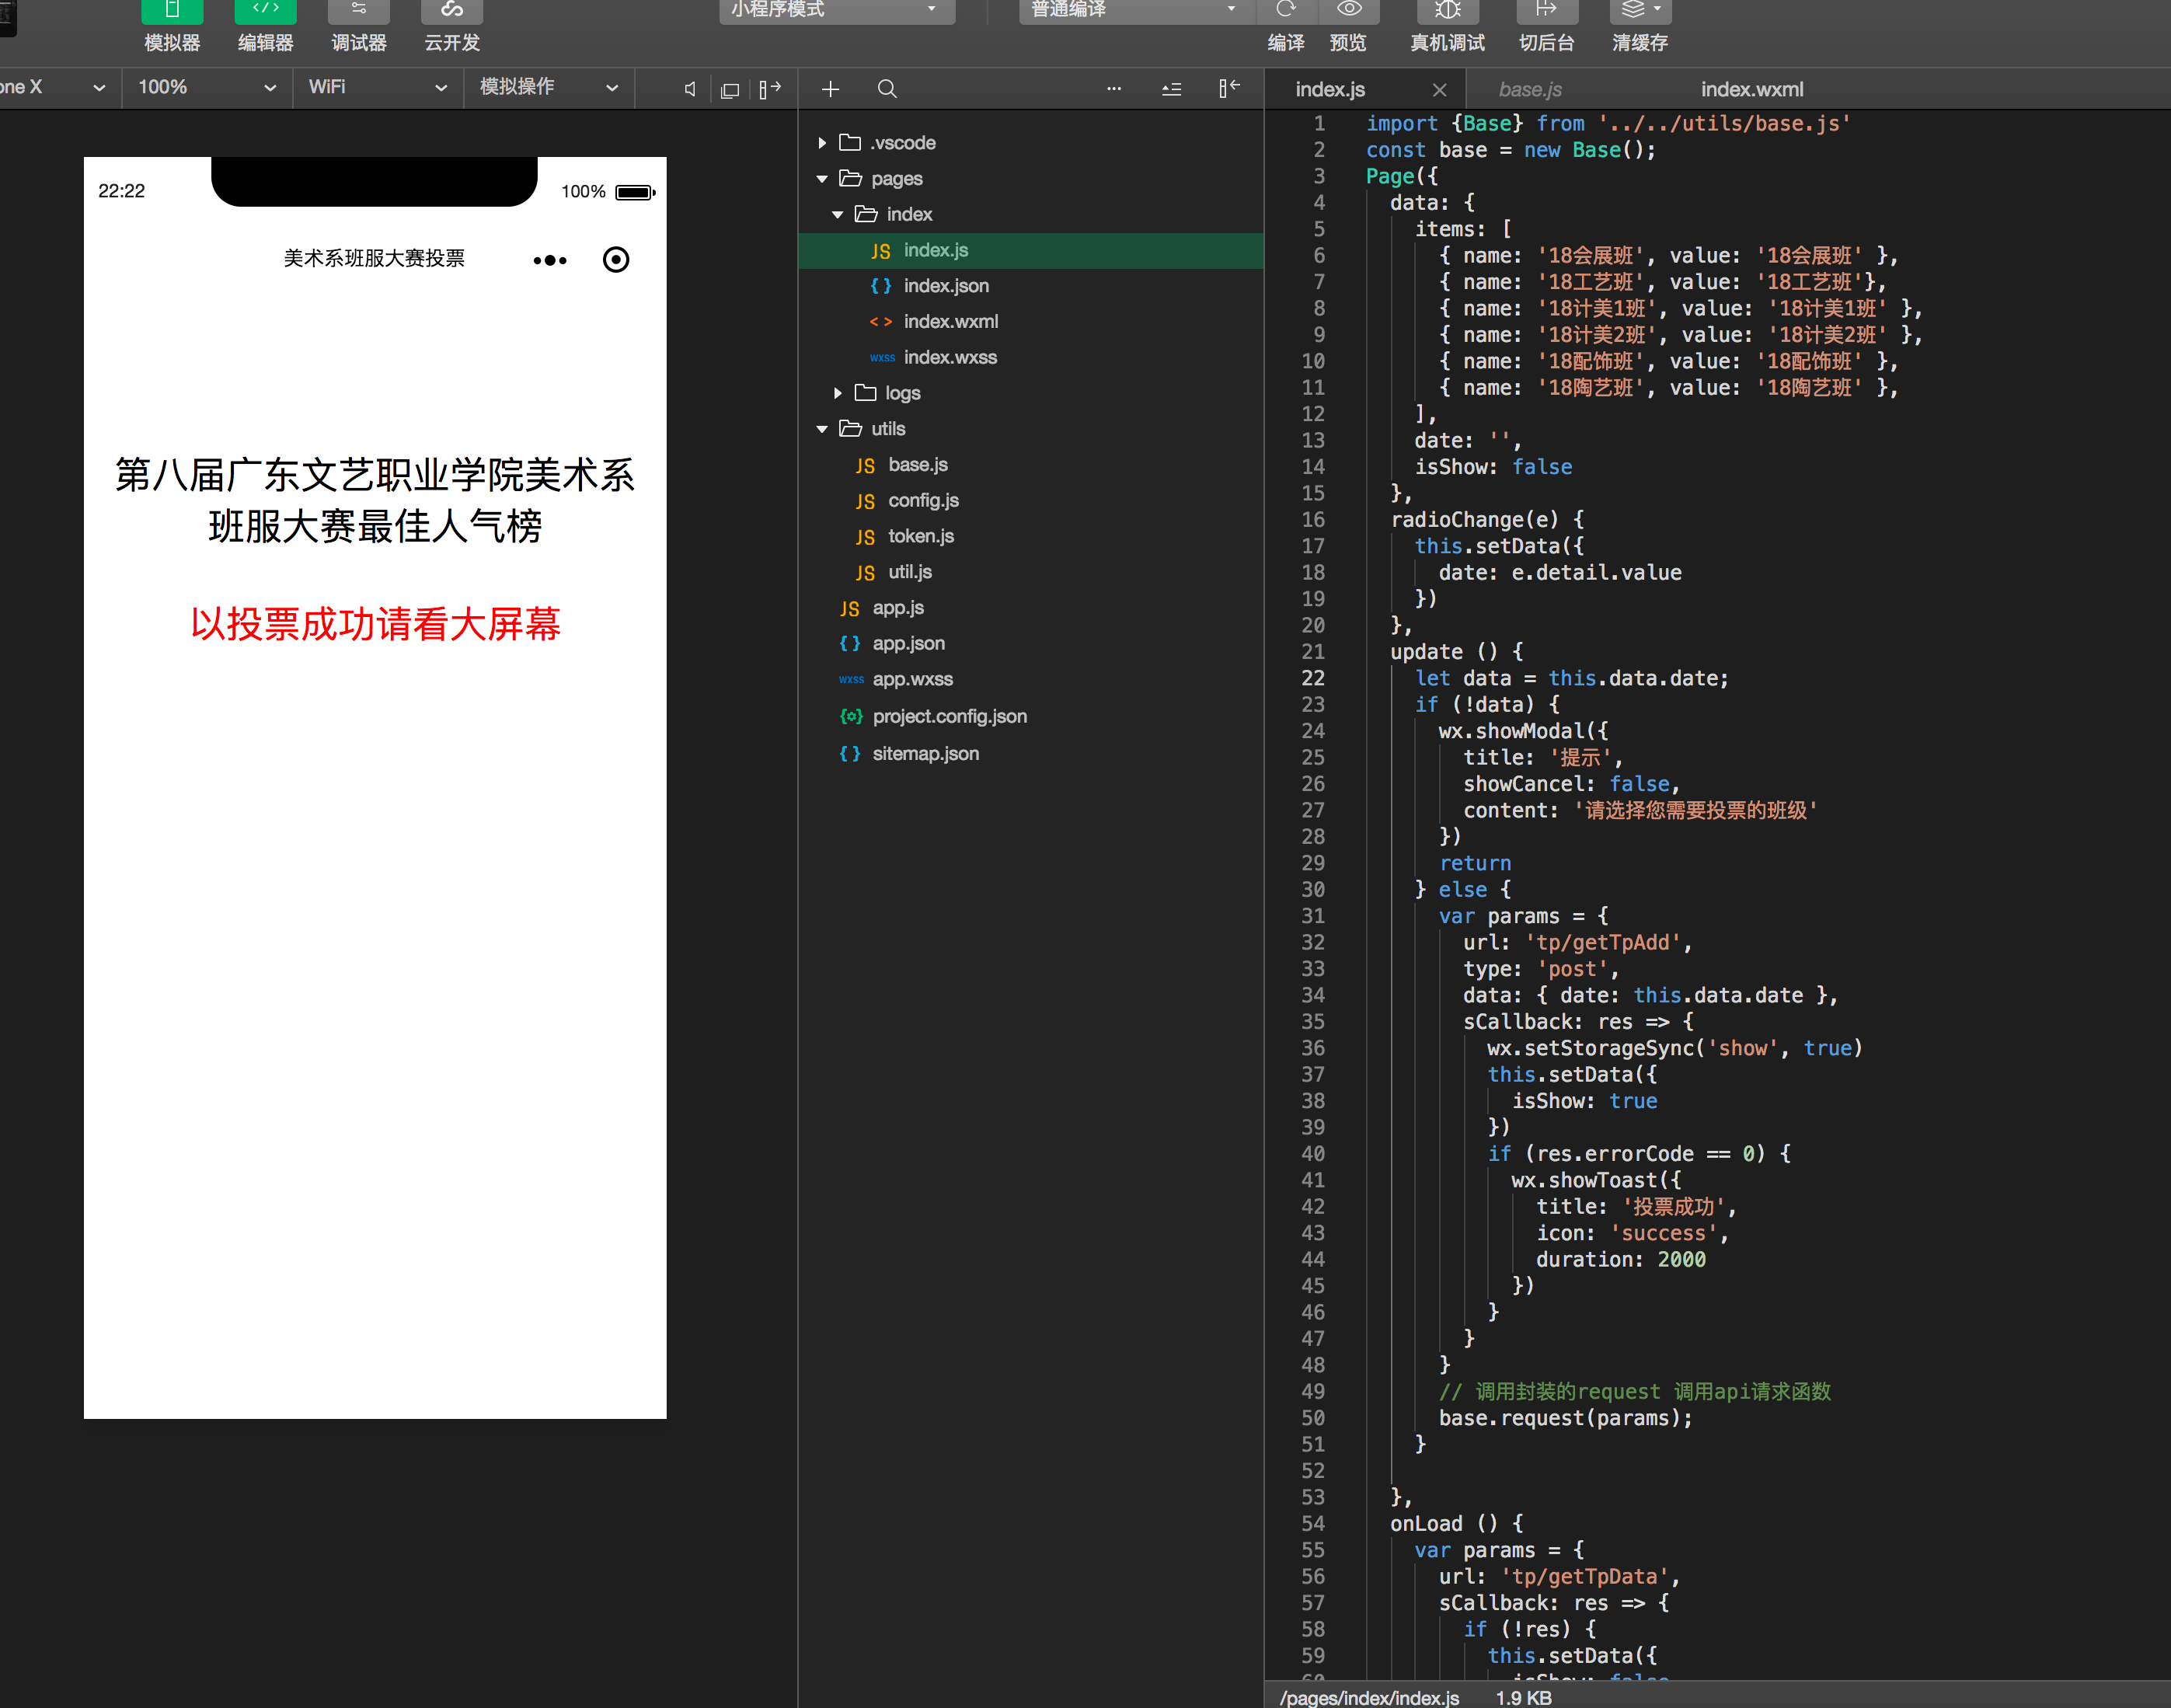 小程序模式
普通编译
模拟器
编辑器
调试器
云开发
编译
预览
真机调试
切后台
清缓存
one X
100%
WiFi
模拟操作
22:22
100%
美术系班服大赛投票
第八届广东文艺职业学院美术系
班服大赛最佳人气榜
以投票成功请看大屏幕
.vscode
pages
index
JS index.js
{ } index.json
< > index.wxml
wxss index.wxss
logs
utils
JS base.js
JS config.js
JS token.js
JS util.js
JS app.js
{ } app.json
wxss app.wxss
project.config.json
{ } sitemap.json
index.js
base.js
index.wxml
1 import {Base} from '../../utils/base.js'
2 const base = new Base();
3 Page({
4 data: {
5 items: [
6 { name: '18会展班', value: '18会展班' },
7 { name: '18工艺班', value: '18工艺班'},
8 { name: '18计美1班', value: '18计美1班' },
9 { name: '18计美2班', value: '18计美2班' },
10 { name: '18配饰班', value: '18配饰班' },
11 { name: '18陶艺班', value: '18陶艺班' },
12 ],
13 date: '',
14 isShow: false
15 },
16 radioChange(e) {
17 this.setData({
18 date: e.detail.value
19 })
20 },
21 update () {
22 let data = this.data.date;
23 if (!data) {
24 wx.showModal({
25 title: '提示',
26 showCancel: false,
27 content: '请选择您需要投票的班级'
28 })
29 return
30 } else {
31 var params = {
32 url: 'tp/getTpAdd',
33 type: 'post',
34 data: { date: this.data.date },
35 sCallback: res => {
36 wx.setStorageSync('show', true)
37 this.setData({
38 isShow: true
39 })
40 if (res.errorCode == 0) {
41 wx.showToast({
42 title: '投票成功',
43 icon: 'success',
44 duration: 2000
45 })
46 }
47 }
48 }
49 // 调用封装的request 调用api请求函数
50 base.request(params);
51 }
52
53 },
54 onLoad () {
55 var params = {
56 url: 'tp/getTpData',
57 sCallback: res => {
58 if (!res) {
59 this.setData({
60 isShow: false
/pages/index/index.js
1.9 KB